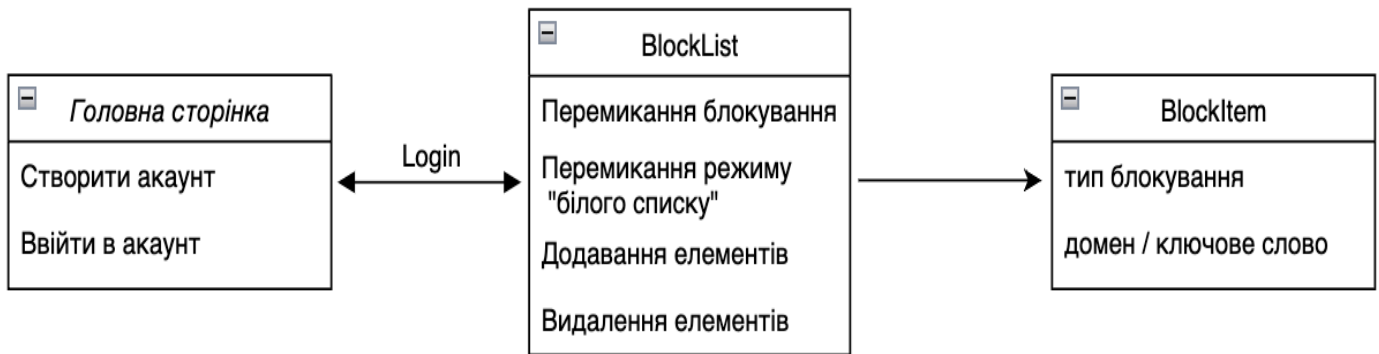 Головна сторінка
Створити акаунт
Ввійти в акаунт
Login
BlockList
Перемикання блокування
Перемикання режиму
"білого списку"
Додавання елементів
Видалення елементів
BlockItem
тип блокування
домен / ключове слово